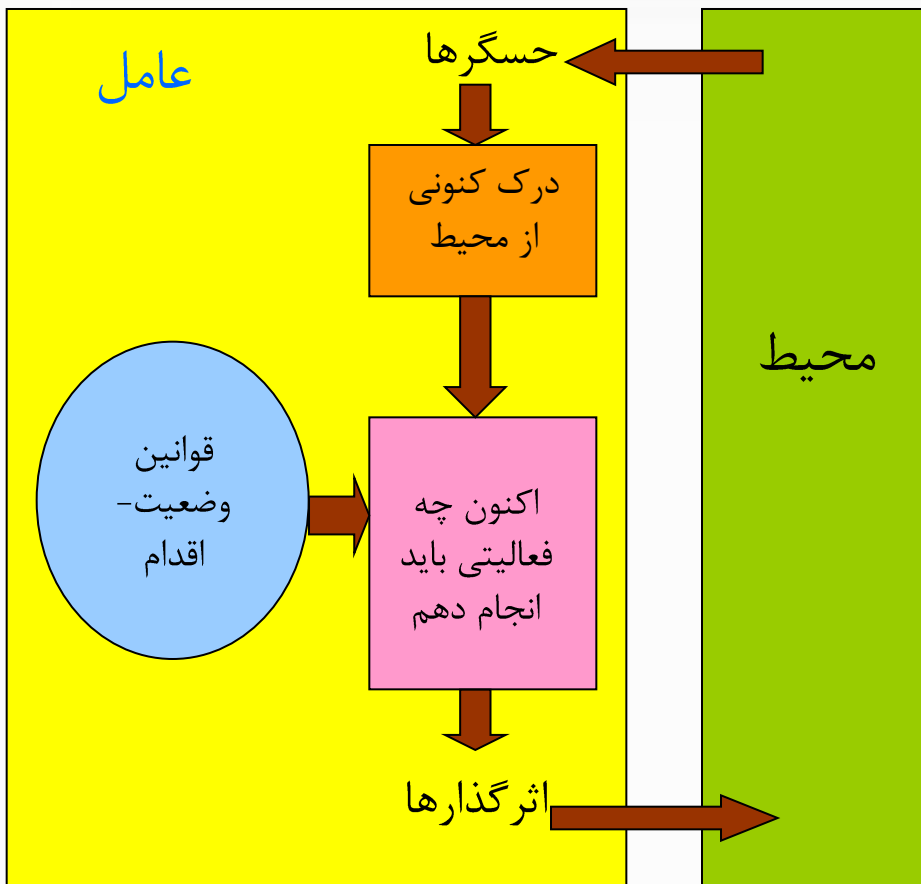 عامل
حسگرها
درک کنونی
از محیط
محیط
قوانین
وضعیت-
اقدام
اکنون چه
فعالیتی باید
انجام دهم
اثرگذارها